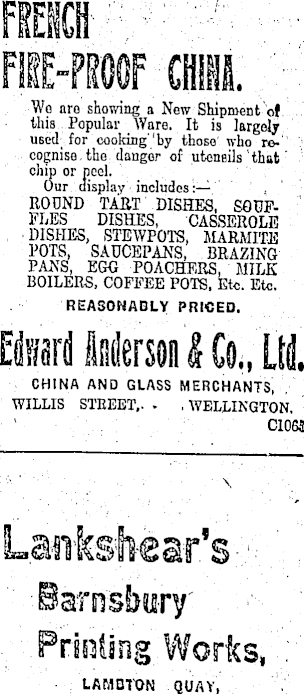 FRENCH
FIRE-PROOF CHINA.
We are showing a New Shipment of
this Popular Ware. It is largely
used for cooking by those who re-
cognise the danger of utensils that
chip or peel.
Our display includes:—
ROUND TART DISHES, SOUF-
FLES DISHES, CASSEROLE
DISHES, STEWPOTS, MARMITE
POTS, SAUCEPANS, BRAZING
PANS, EGG POACHERS, MILK
BOILERS, COFFEE POTS, Etc. Etc.
REASONABLY PRICED.
Edward Anderson & Co., Ltd.
CHINA AND GLASS MERCHANTS,
WILLIS STREET, - - WELLINGTON.
C1063
Lankshear's
Barnsbury
Printing Works,
LAMBTON QUAY,